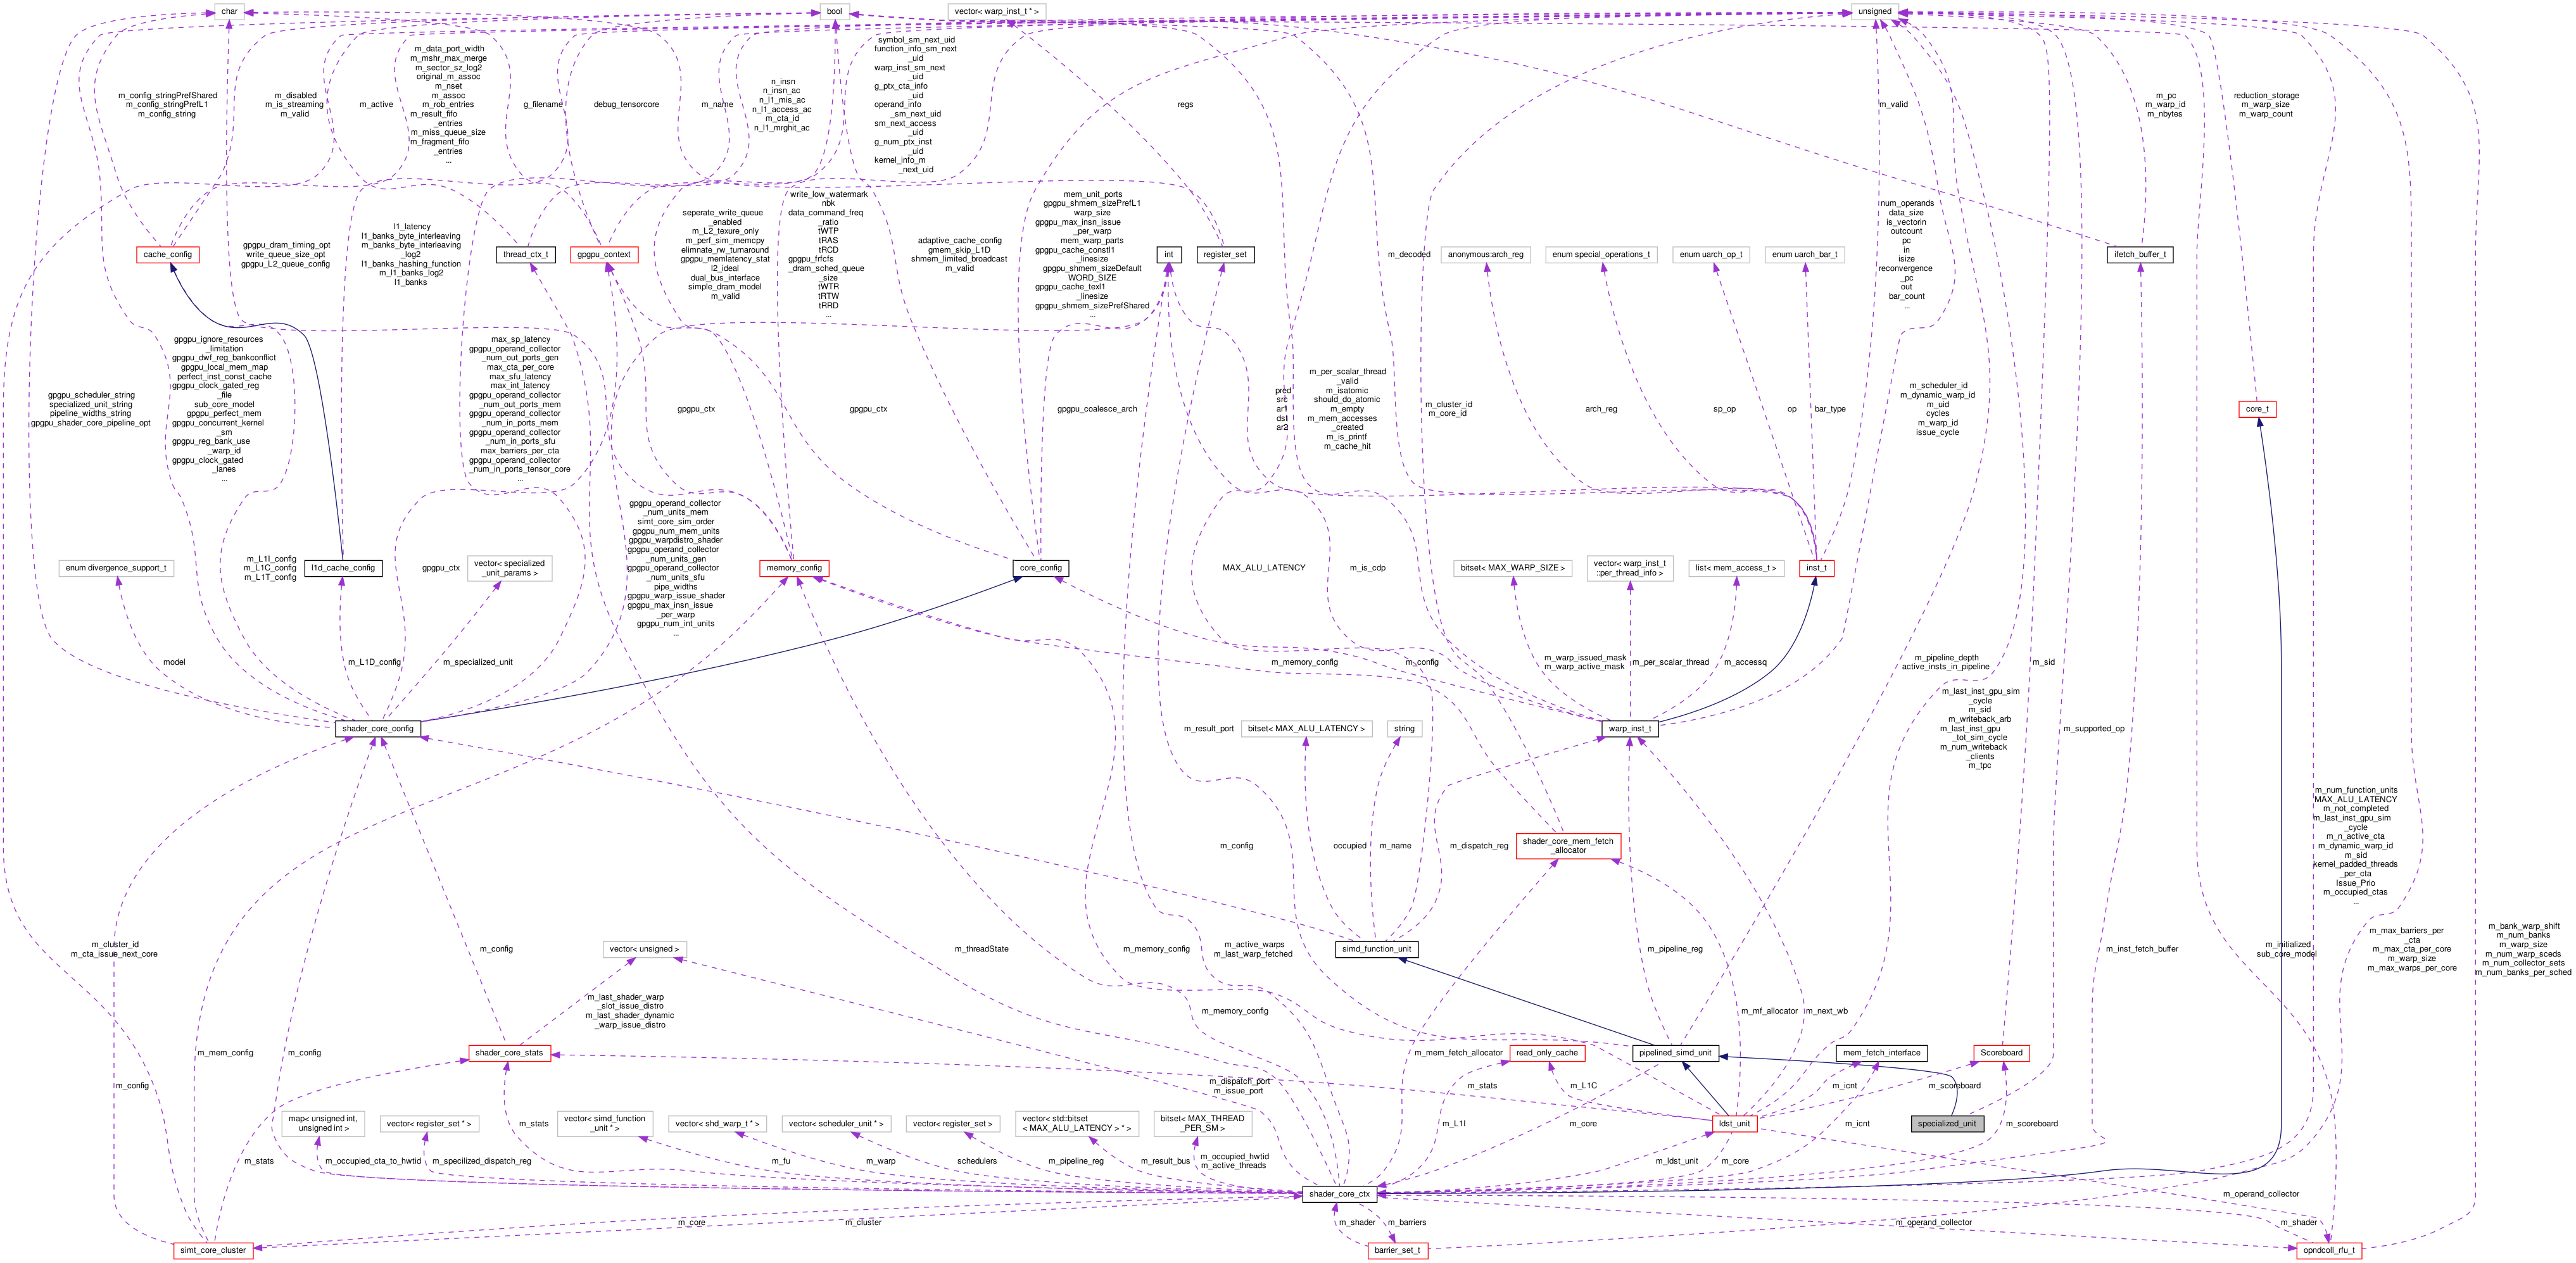 char
bool
vector< warp_inst_t * >
unsigned
symbol_sm_next_uid
function_info_sm_next
_uid
warp_inst_sm_next
_uid
g_ptx_cta_info
_uid
operand_info
_sm_next_uid
sm_next_access
_uid
g_num_ptx_inst
_uid
kernel_info_m
_next_uid
m_data_port_width
m_mshr_max_merge
m_sector_sz_log2
original_m_assoc
m_nset
m_assoc
m_rob_entries
m_result_fifo
_entries
m_miss_queue_size
m_fragment_fifo
_entries
...
n_insn
n_insn_ac
n_l1_mis_ac
n_l1_access_ac
m_cta_id
n_l1_mrghit_ac
m_config_stringPrefShared
m_config_stringPrefL1
m_config_string
m_disabled
m_is_streaming
m_valid
m_active
g_filename
debug_tensorcore
m_name
regs
m_valid
m_pc
m_warp_id
m_nbytes
reduction_storage
m_warp_size
m_warp_count
cache_config
gpgpu_dram_timing_opt
write_queue_size_opt
gpgpu_L2_queue_config
l1_latency
l1_banks_byte_interleaving
m_banks_byte_interleaving
_log2
l1_banks_hashing_function
m_l1_banks_log2
l1_banks
thread_ctx_t
gpgpu_context
seperate_write_queue
_enabled
m_L2_texure_only
m_perf_sim_memcpy
elimnate_rw_turnaround
gpgpu_memlatency_stat
l2_ideal
dual_bus_interface
simple_dram_model
m_valid
write_low_watermark
nbk
data_command_freq
_ratio
tWTP
tRAS
tRCD
gpgpu_frfcfs
_dram_sched_queue
_size
tWTR
tRTW
tRRD
...
adaptive_cache_config
gmem_skip_L1D
shmem_limited_broadcast
m_valid
mem_unit_ports
gpgpu_shmem_sizePrefL1
warp_size
gpgpu_max_insn_issue
_per_warp
mem_warp_parts
gpgpu_cache_constl1
_linesize
gpgpu_shmem_sizeDefault
WORD_SIZE
gpgpu_cache_texl1
_linesize
gpgpu_shmem_sizePrefShared
...
int
register_set
m_decoded
anonymous:arch_reg
enum special_operations_t
enum uarch_op_t
enum uarch_bar_t
num_operands
data_size
is_vectorin
outcount
pc
in
isize
reconvergence
_pc
out
bar_count
...
ifetch_buffer_t
gpgpu_scheduler_string
specialized_unit_string
pipeline_widths_string
gpgpu_shader_core_pipeline_opt
gpgpu_ignore_resources
_limitation
gpgpu_dwf_reg_bankconflict
gpgpu_local_mem_map
perfect_inst_const_cache
gpgpu_clock_gated_reg
_file
sub_core_model
gpgpu_perfect_mem
gpgpu_concurrent_kernel
_sm
gpgpu_reg_bank_use
_warp_id
gpgpu_clock_gated
_lanes
...
max_sp_latency
gpgpu_operand_collector
_num_out_ports_gen
max_cta_per_core
max_sfu_latency
max_int_latency
gpgpu_operand_collector
_num_out_ports_mem
gpgpu_operand_collector
_num_in_ports_mem
gpgpu_operand_collector
_num_in_ports_sfu
max_barriers_per_cta
gpgpu_operand_collector
_num_in_ports_tensor_core
...
gpgpu_ctx
gpgpu_ctx
gpgpu_coalesce_arch
pred
src
ar1
dst
ar2
m_per_scalar_thread
_valid
m_isatomic
should_do_atomic
m_empty
m_mem_accesses
_created
m_is_printf
m_cache_hit
m_cluster_id
m_core_id
arch_reg
sp_op
op
bar_type
m_scheduler_id
m_dynamic_warp_id
m_uid
cycles
m_warp_id
issue_cycle
core_t
enum divergence_support_t
m_L1I_config
m_L1C_config
m_L1T_config
l1d_cache_config
gpgpu_ctx
vector< specialized
_unit_params >
gpgpu_operand_collector
_num_units_mem
simt_core_sim_order
gpgpu_num_mem_units
gpgpu_warpdistro_shader
gpgpu_operand_collector
_num_units_gen
gpgpu_operand_collector
_num_units_sfu
pipe_widths
gpgpu_warp_issue_shader
gpgpu_max_insn_issue
_per_warp
gpgpu_num_int_units
...
memory_config
core_config
MAX_ALU_LATENCY
m_is_cdp
bitset< MAX_WARP_SIZE >
vector< warp_inst_t
::per_thread_info >
list< mem_access_t >
inst_t
model
m_L1D_config
m_specialized_unit
m_memory_config
m_config
m_warp_issued_mask
m_warp_active_mask
m_per_scalar_thread
m_accessq
m_pipeline_depth
active_insts_in_pipeline
m_sid
shader_core_config
m_result_port
bitset< MAX_ALU_LATENCY >
string
warp_inst_t
m_last_inst_gpu_sim
_cycle
m_sid
m_writeback_arb
m_last_inst_gpu
_tot_sim_cycle
m_num_writeback
_clients
m_tpc
m_supported_op
m_config
occupied
m_name
m_dispatch_reg
shader_core_mem_fetch
_allocator
m_num_function_units
MAX_ALU_LATENCY
m_not_completed
m_last_inst_gpu_sim
_cycle
m_n_active_cta
m_dynamic_warp_id
m_sid
kernel_padded_threads
_per_cta
Issue_Prio
m_occupied_ctas
...
m_cluster_id
m_cta_issue_next_core
m_config
vector< unsigned >
m_threadState
m_memory_config
m_active_warps
m_last_warp_fetched
simd_function_unit
m_pipeline_reg
m_inst_fetch_buffer
m_initialized
sub_core_model
m_max_barriers_per
_cta
m_max_cta_per_core
m_warp_size
m_max_warps_per_core
m_bank_warp_shift
m_num_banks
m_warp_size
m_num_warp_sceds
m_num_collector_sets
m_num_banks_per_sched
m_last_shader_warp
_slot_issue_distro
m_last_shader_dynamic
_warp_issue_distro
m_memory_config
m_mf_allocator
m_next_wb
m_mem_config
m_config
shader_core_stats
m_mem_fetch_allocator
read_only_cache
pipelined_simd_unit
mem_fetch_interface
Scoreboard
m_config
m_dispatch_port
m_issue_port
m_stats
m_L1C
m_icnt
m_scoreboard
map< unsigned int,
unsigned int >
vector< register_set * >
m_stats
vector< simd_function
_unit * >
vector< shd_warp_t * >
vector< scheduler_unit * >
vector< register_set >
vector< std::bitset
< MAX_ALU_LATENCY > * >
bitset< MAX_THREAD
_PER_SM >
m_L1I
m_core
ldst_unit
m_icnt
specialized_unit
m_scoreboard
m_stats
m_occupied_cta_to_hwtid
m_specilized_dispatch_reg
m_fu
m_warp
schedulers
m_pipeline_reg
m_result_bus
m_occupied_hwtid
m_active_threads
m_ldst_unit
m_core
shader_core_ctx
m_operand_collector
m_core
m_cluster
m_shader
m_barriers
m_operand_collector
m_shader
simt_core_cluster
barrier_set_t
opndcoll_rfu_t